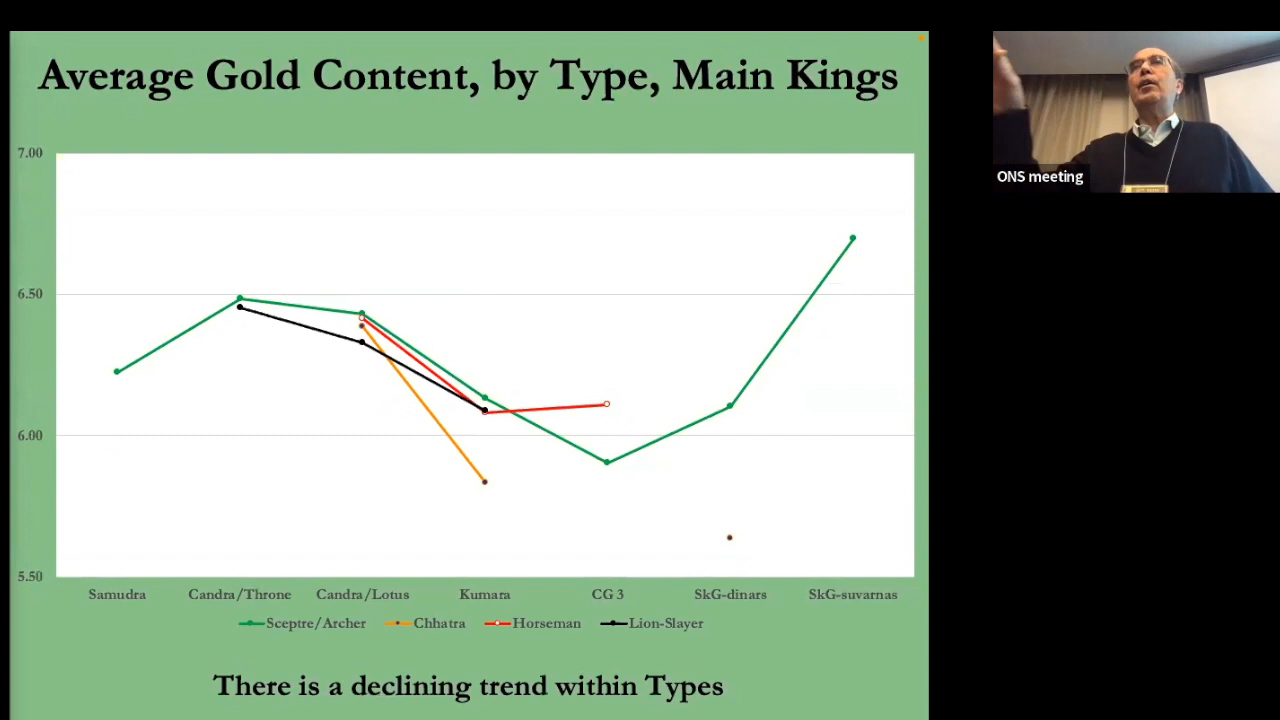 Average Gold Content, by Type, Main Kings
ONS meeting
7.00
6.50
6.00
5.50
Samudra Candra/Throne Candra/Lotus Kumara CG 3 SkG-dinars SkG-suvarnas
Sceptre/Archer Chhatra Horseman Lion-Slayer
There is a declining trend within Types